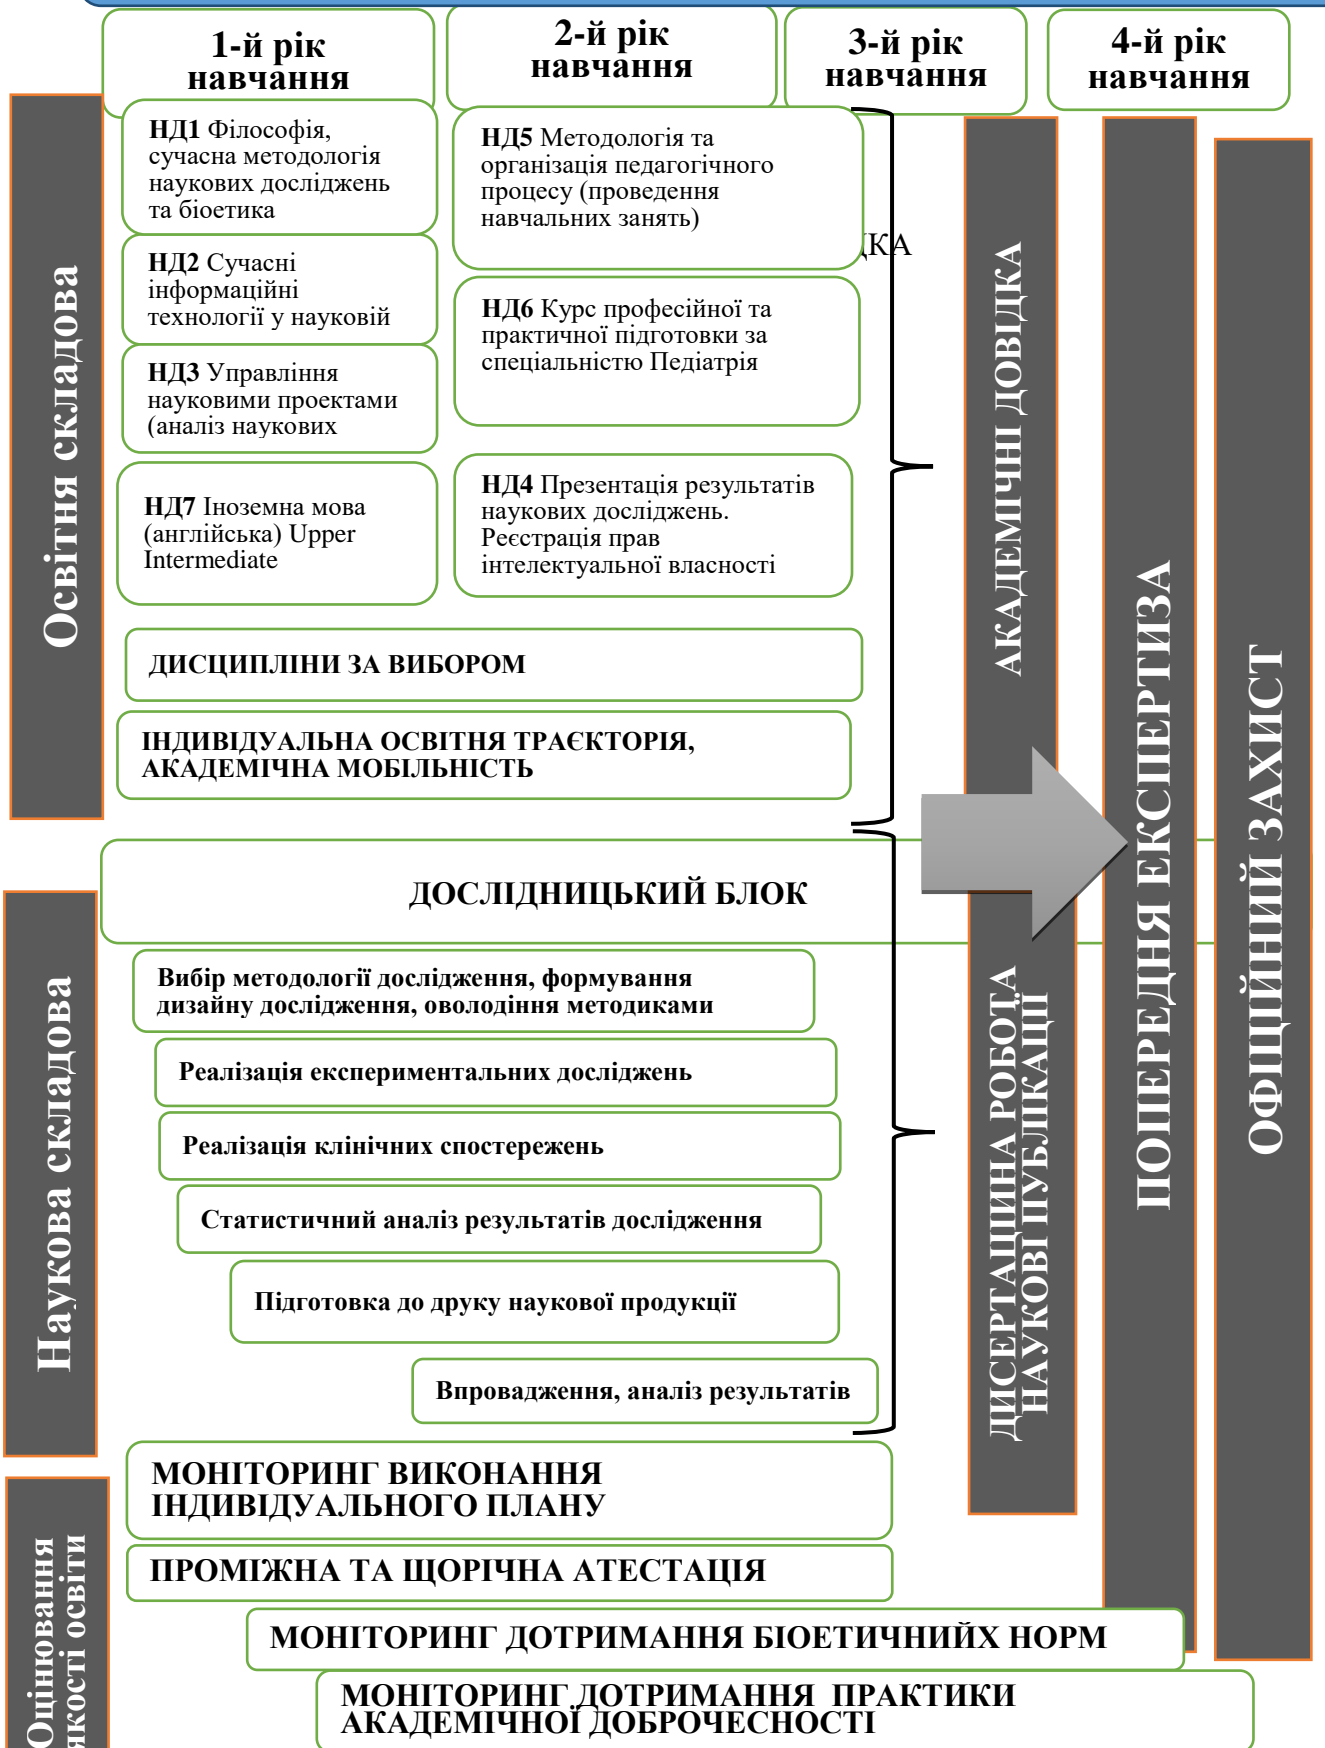 1-й рік
навчання
2-й рік
навчання
3-й рік
навчання
4-й рік
навчання
Освітня складова
НД1 Філософія,
сучасна методологія
наукових досліджень
та біоетика
НД2 Сучасні
інформаційні
технології у науковій
НД3 Управління
науковими проектами
(аналіз наукових
НД7 Іноземна мова
(англійська) Upper
Intermediate
НД5 Методологія та
організація педагогічного
процесу (проведення
навчальних занять)
НД6 Курс професійної та
практичної підготовки за
спеціальністю Педіатрія
НД4 Презентація результатів
наукових досліджень.
Реєстрація прав
інтелектуальної власності
КА
ДИСЦИПЛІНИ ЗА ВИБОРОМ
ІНДИВІДУАЛЬНА ОСВІТНЯ ТРАЄКТОРІЯ,
АКАДЕМІЧНА МОБІЛЬНІСТЬ
АКАДЕМІЧНІ ДОВІДКА
ПОПЕРЕДНЯ ЕКСПЕРТИЗА
ОФІЦІЙНИЙ ЗАХИСТ
Наукова складова
ДОСЛІДНИЦЬКИЙ БЛОК
Вибір методології дослідження, формування
дизайну дослідження, оволодіння методиками
Реалізація експериментальних досліджень
Реалізація клінічних спостережень
Статистичний аналіз результатів дослідження
Підготовка до друку наукової продукції
Впровадження, аналіз результатів
ДИСЕРТАЦІЙНА РОБОТА
НАУКОВІ ПУБЛІКАЦІЇ
Оцінювання
якості освіти
МОНІТОРИНГ ВИКОНАННЯ
ІНДИВІДУАЛЬНОГО ПЛАНУ
ПРОМІЖНА ТА ЩОРІЧНА АТЕСТАЦІЯ
МОНІТОРИНГ ДОТРИМАННЯ БІОЕТИЧНИЙХ НОРМ
МОНІТОРИНГ ДОТРИМАННЯ ПРАКТИКИ
АКАДЕМІЧНОЇ ДОБРОЧЕСНОСТІ